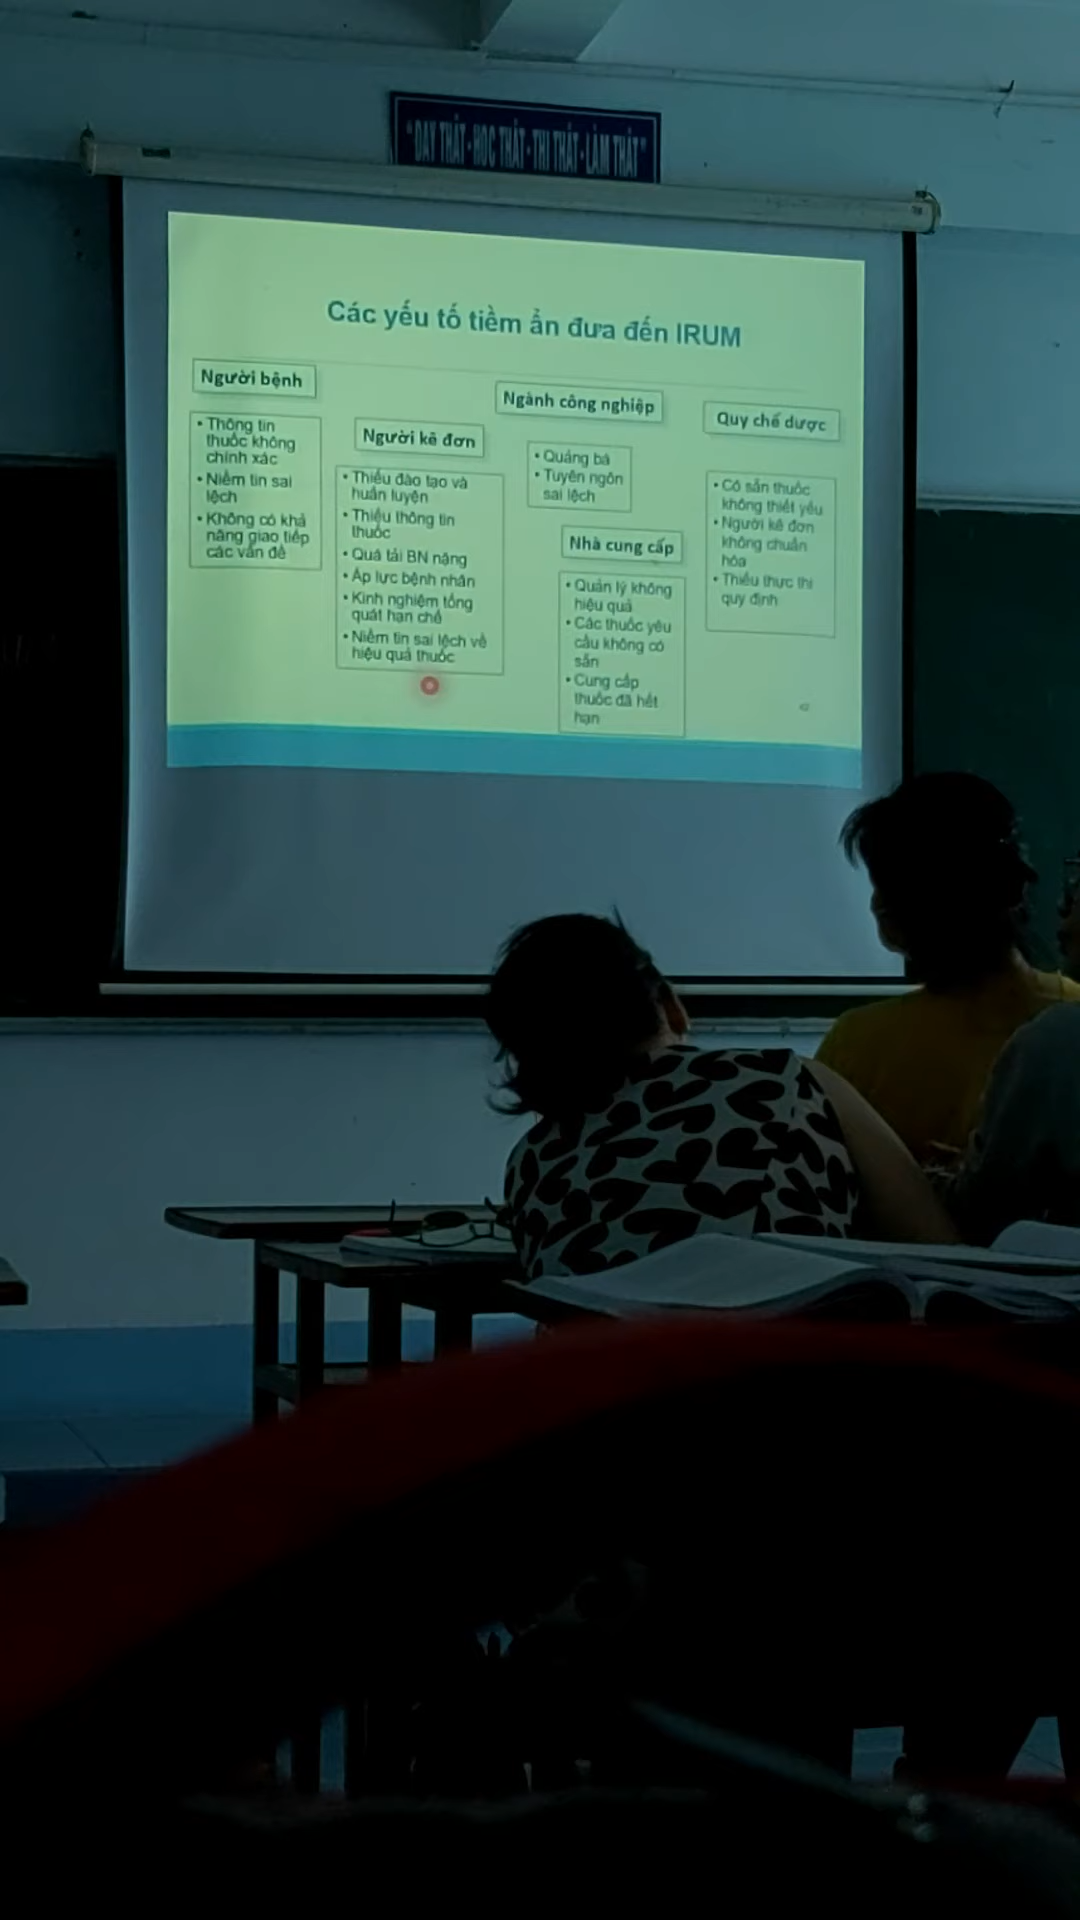 "DẠY THẬT - HỌC THẬT - THI THẬT - LÀM THẬT"
Các yếu tố tiềm ẩn đưa đến IRUM
Người bệnh
• Thông tin
thuốc không
chính xác
• Niềm tin sai
lệch
• Không có khả
năng giao tiếp
các vấn đề
Người kê đơn
• Thiếu đào tạo và
huấn luyện
• Thiếu thông tin
thuốc
• Quá tải BN nặng
• Áp lực bệnh nhân
• Kinh nghiệm tổng
quát hạn chế
• Niềm tin sai lệch về
hiệu quả thuốc
Ngành công nghiệp
• Quảng bá
• Tuyên ngôn
sai lệch
Nhà cung cấp
• Quản lý không
hiệu quả
• Các thuốc yêu
cầu không có
sẵn
• Cung cấp
thuốc đã hết
hạn
Quy chế dược
• Có sẵn thuốc
không thiết yếu
• Người kê đơn
không chuẩn
hóa
• Thiếu thực thi
quy định